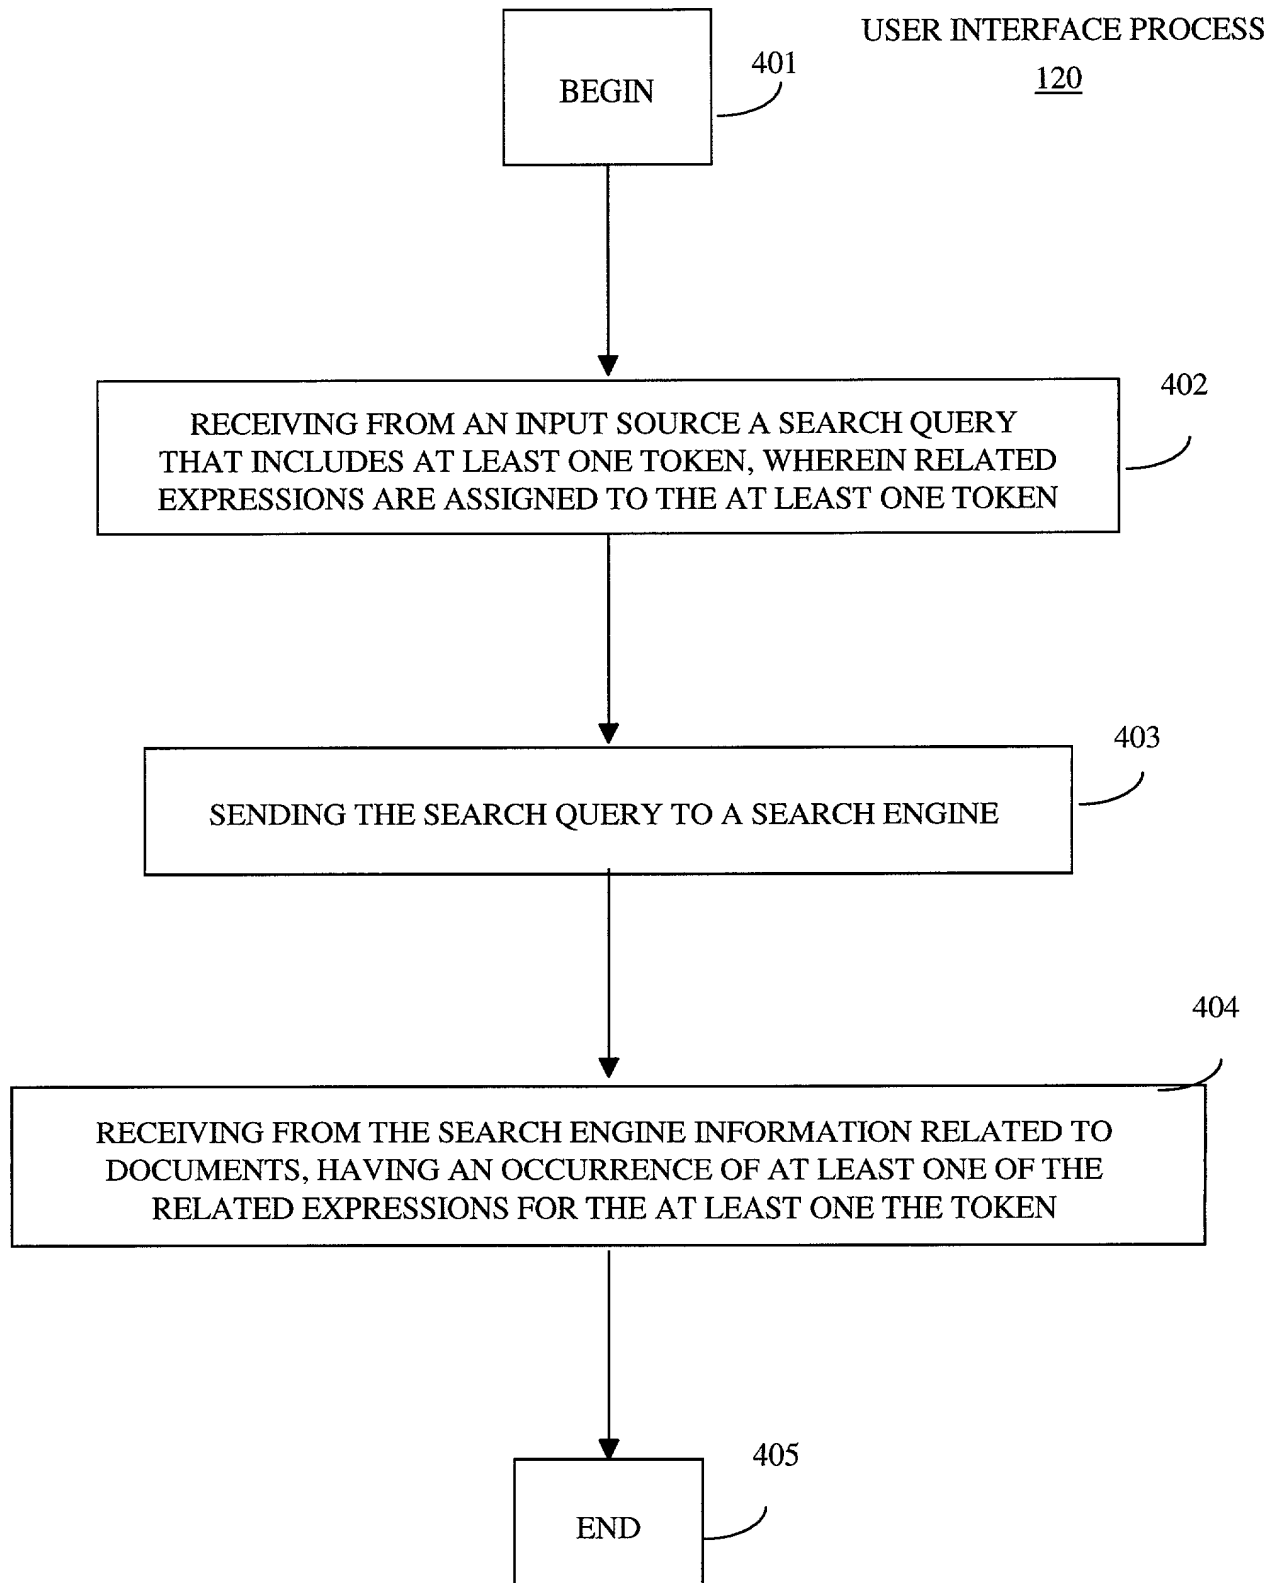 USER INTERFACE PROCESS
120
401
BEGIN
402
RECEIVING FROM AN INPUT SOURCE A SEARCH QUERY
THAT INCLUDES AT LEAST ONE TOKEN, WHEREIN RELATED
EXPRESSIONS ARE ASSIGNED TO THE AT LEAST ONE TOKEN
403
SENDING THE SEARCH QUERY TO A SEARCH ENGINE
404
RECEIVING FROM THE SEARCH ENGINE INFORMATION RELATED TO
DOCUMENTS, HAVING AN OCCURRENCE OF AT LEAST ONE OF THE
RELATED EXPRESSIONS FOR THE AT LEAST ONE THE TOKEN
405
END